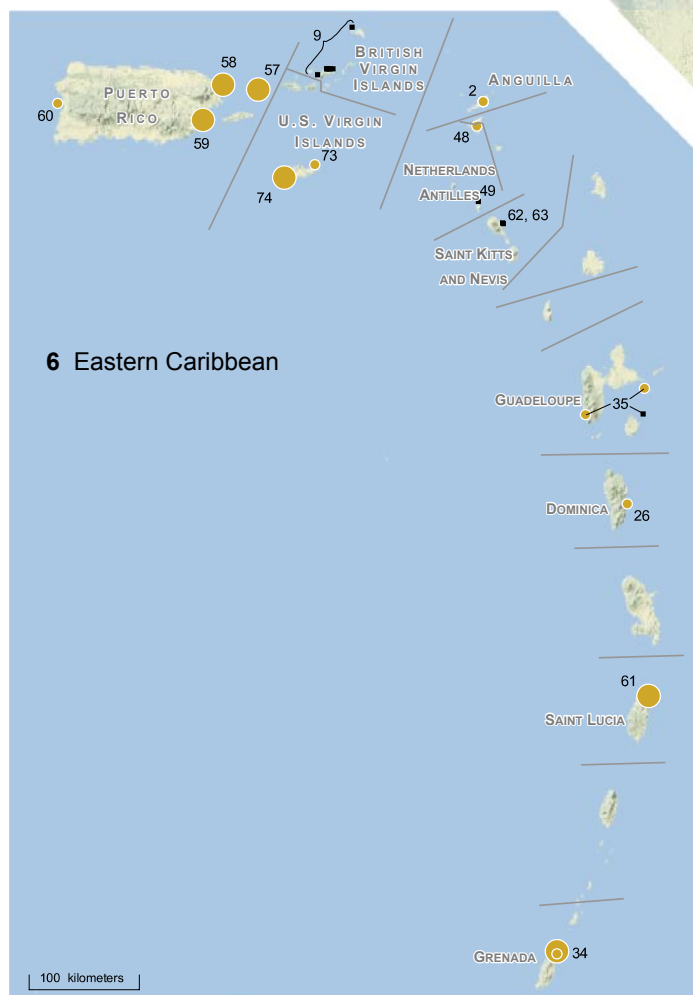 9
BRITISH
VIRGIN
ISLANDS
58
57
2
ANGUILLA
60
PUERTO
RICO
59
U.S. VIRGIN
ISLANDS
73
74
48
NETHERLANDS
ANTILLES
49
62, 63
SAINT KITTS
AND NEVIS
6 Eastern Caribbean
GUADELOUPE
35
DOMINICA
26
61
SAINT LUCIA
GRENADA
34
100 kilometers